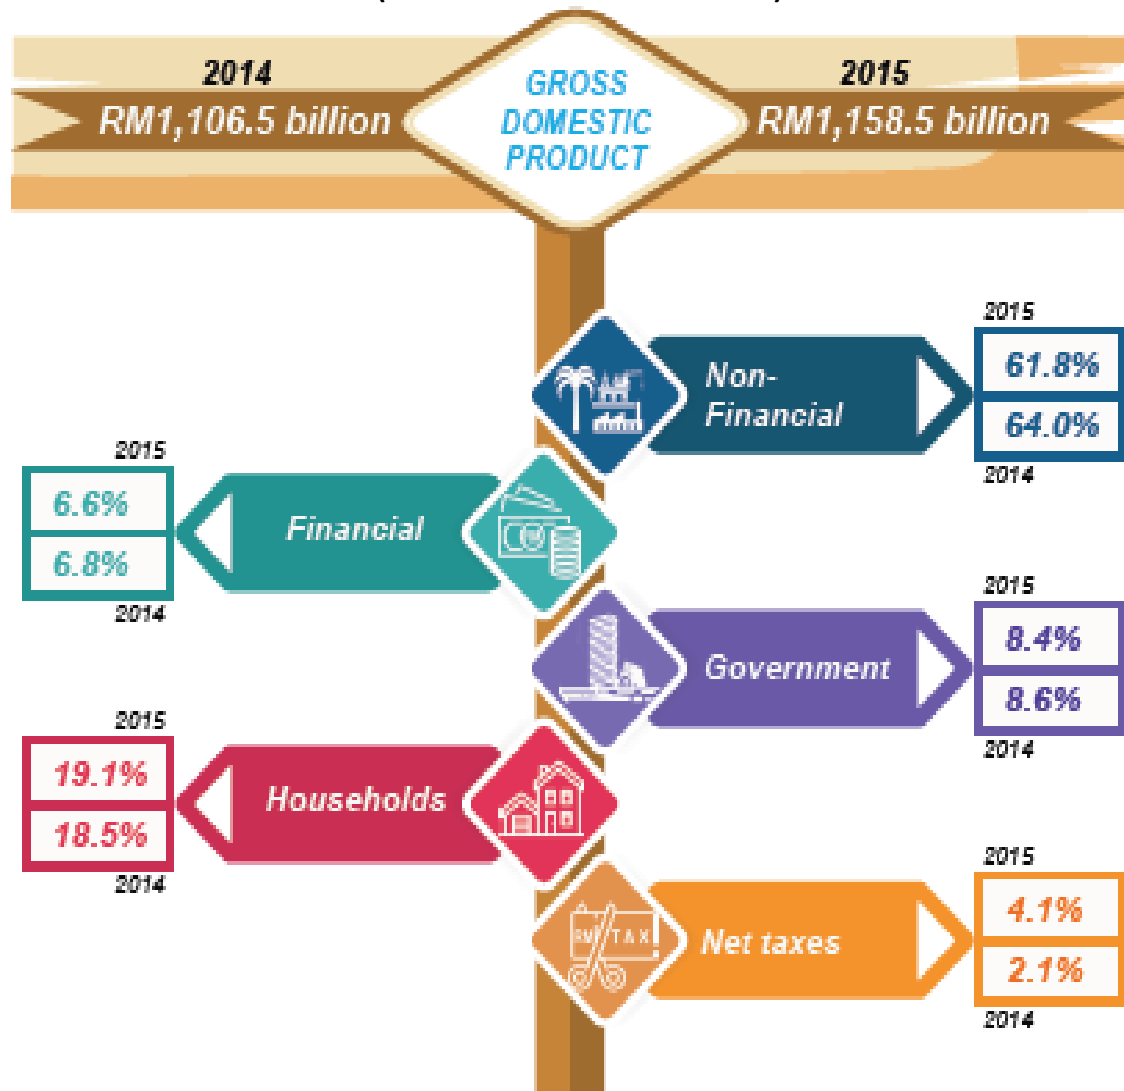 2014
RM1,106.5 billion
GROSS
DOMESTIC
PRODUCT
2015
RM1,158.5 billion
Non-
Financial
2015
61.8%
64.0%
2014
2015
6.6%
6.8%
2014
Financial
Government
2015
8.4%
8.6%
2014
2015
19.1%
18.5%
2014
Households
RM TAX
Net taxes
2015
4.1%
2.1%
2014